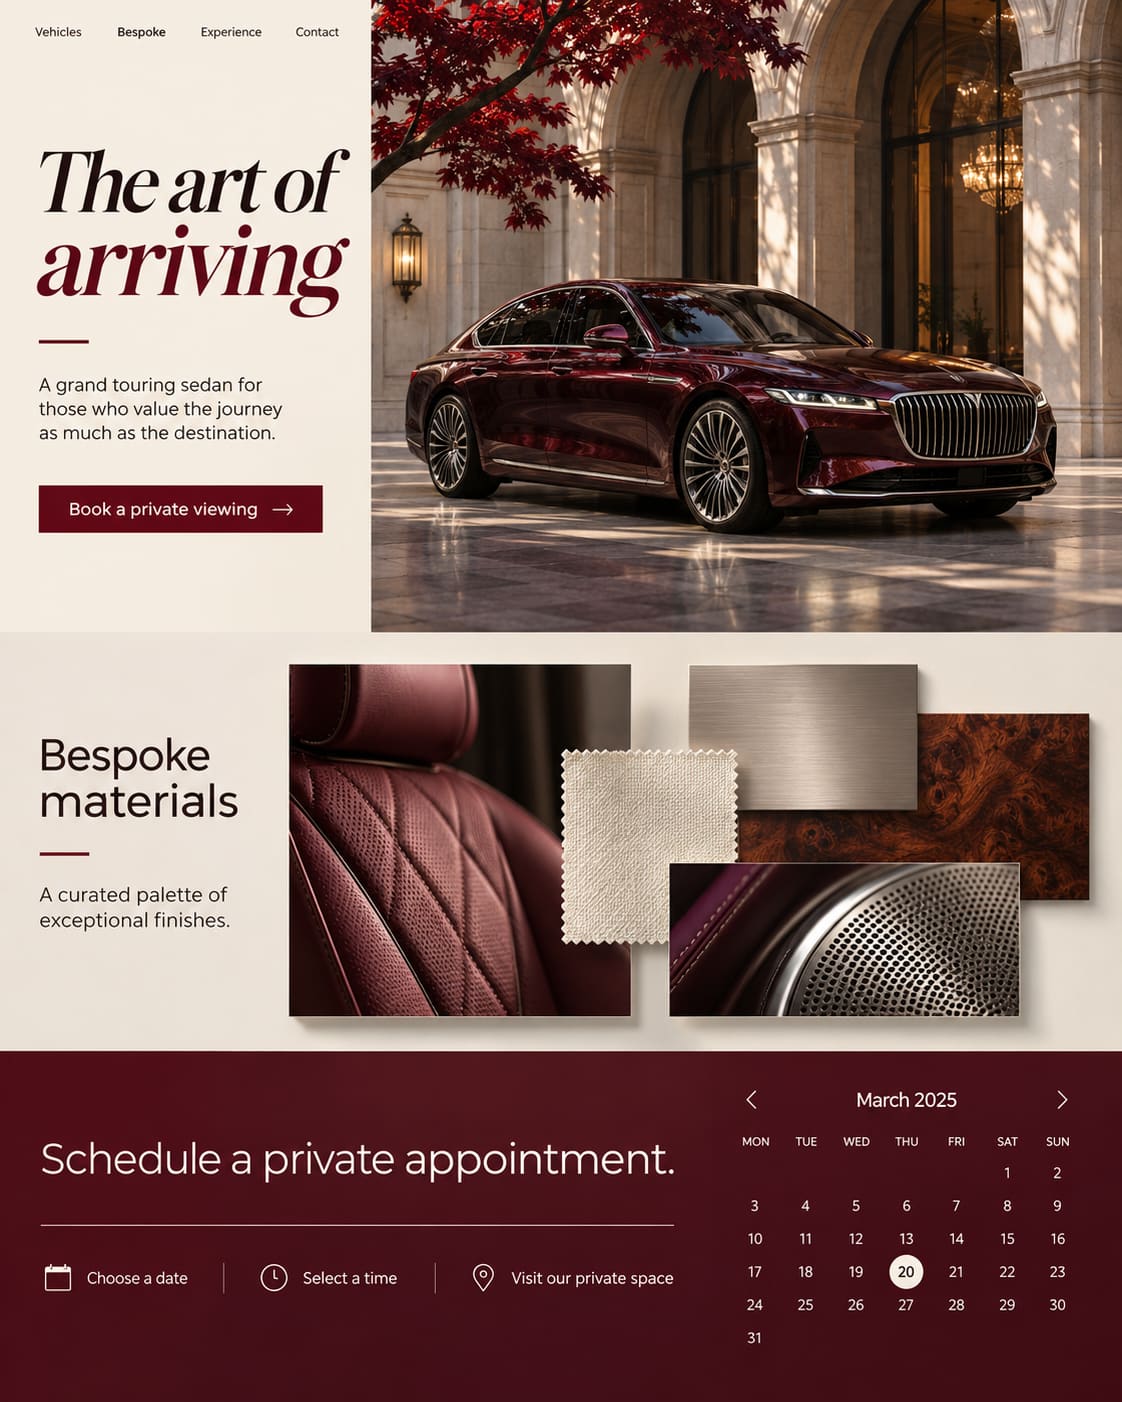 Vehicles Bespoke Experience Contact
The art of
arriving
A grand touring sedan for
those who value the journey
as much as the destination.
Book a private viewing
Bespoke
materials
A curated palette of
exceptional finishes.
Schedule a private appointment.
Choose a date
Select a time
Visit our private space
March 2025
MON TUE WED THU FRI SAT SUN
1 2
3 4 5 6 7 8 9
10 11 12 13 14 15 16
17 18 19 20 21 22 23
24 25 26 27 28 29 30
31